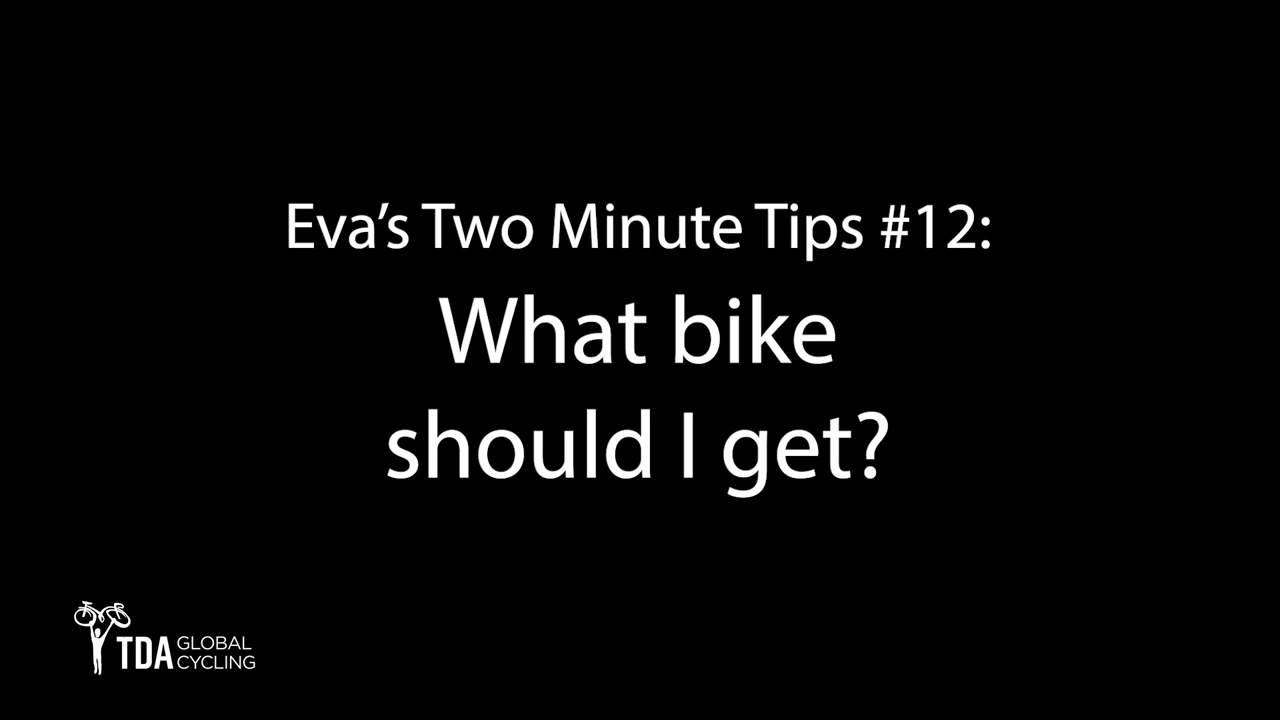 Eva’s Two Minute Tips #12:
What bike
should I get?
TDA GLOBAL
CYCLING